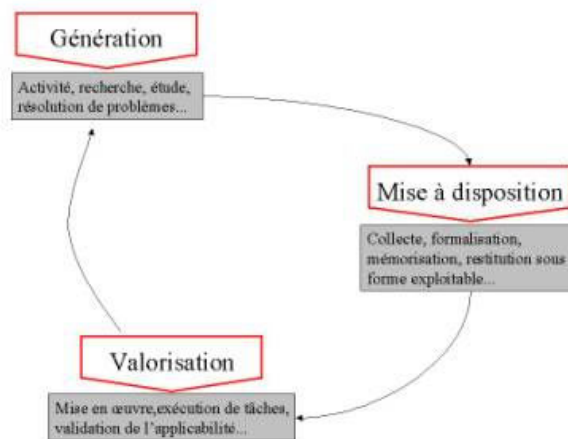 Génération
Activité, recherche, étude,
résolution de problèmes...
Mise à disposition
Collecte, formalisation,
mémorisation, restitution sous
forme exploitable...
Valorisation
Mise en œuvre,exécution de tâches,
validation de l'applicabilité...